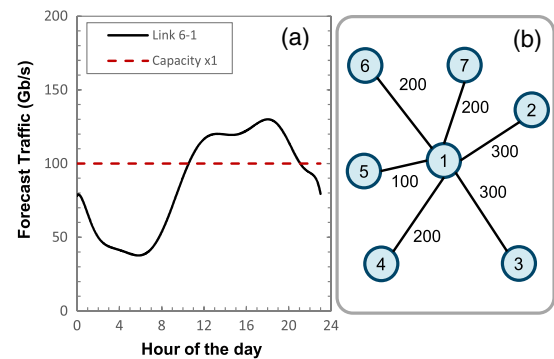 200
150
100
50
0
Forecast Traffic (Gb/s)
Link 6-1
Capacity x1
(a)
0 4 8 12 16 20 24
Hour of the day
(b)
6
7
2
200
200
300
1
5
100
300
200
4
3